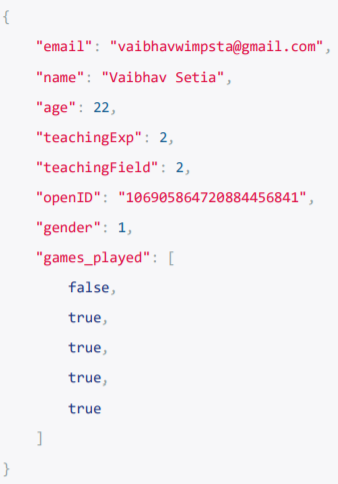 {
"email": "vaibhavwimpsta@gmail.com",
"name": "Vaibhav Setia",
"age": 22,
"teachingExp": 2,
"teachingField": 2,
"openID": "106905864720884456841",
"gender": 1,
"games_played": [
false,
true,
true,
true,
true
]
}